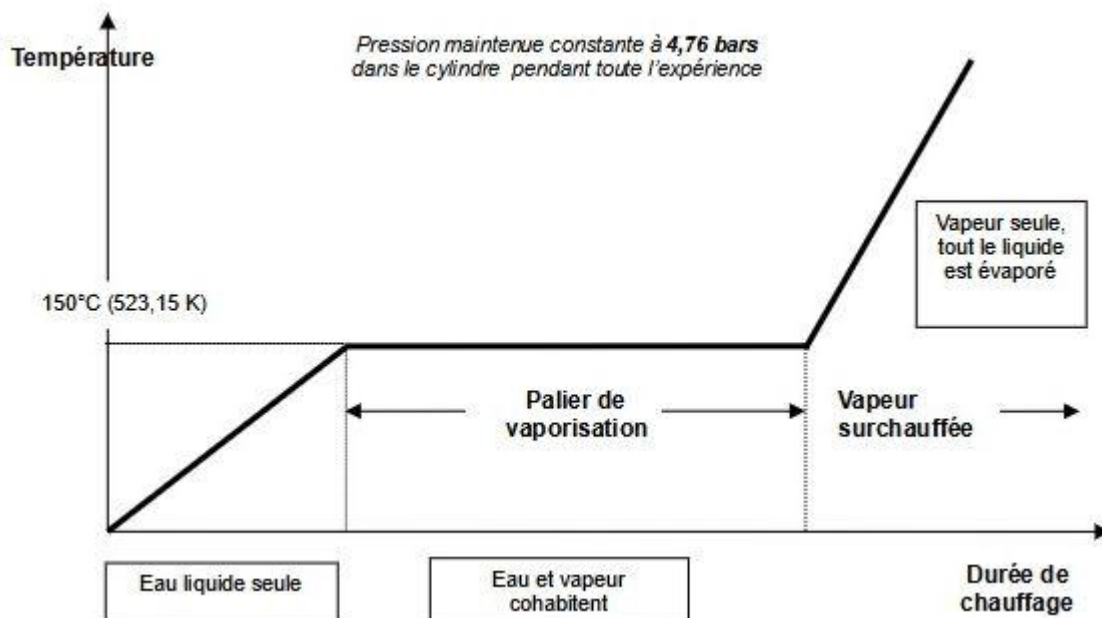 Température
Pression maintenue constante à 4,76 bars
dans le cylindre pendant toute l'expérience
Vapeur seule,
tout le liquide
est évaporé
150°C (523,15 K)
Palier de
vaporisation
Vapeur
surchauffée
Eau liquide seule
Eau et vapeur
cohabitent
Durée de
chauffage